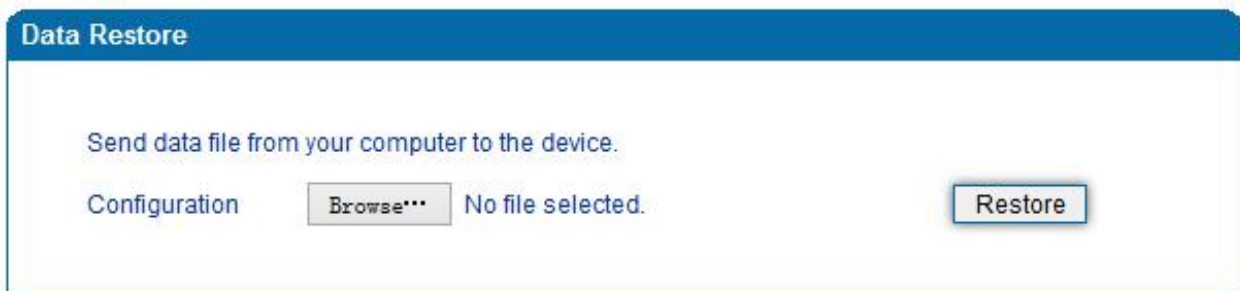 Data Restore
Send data file from your computer to the device.
Configuration Browse··· No file selected. Restore